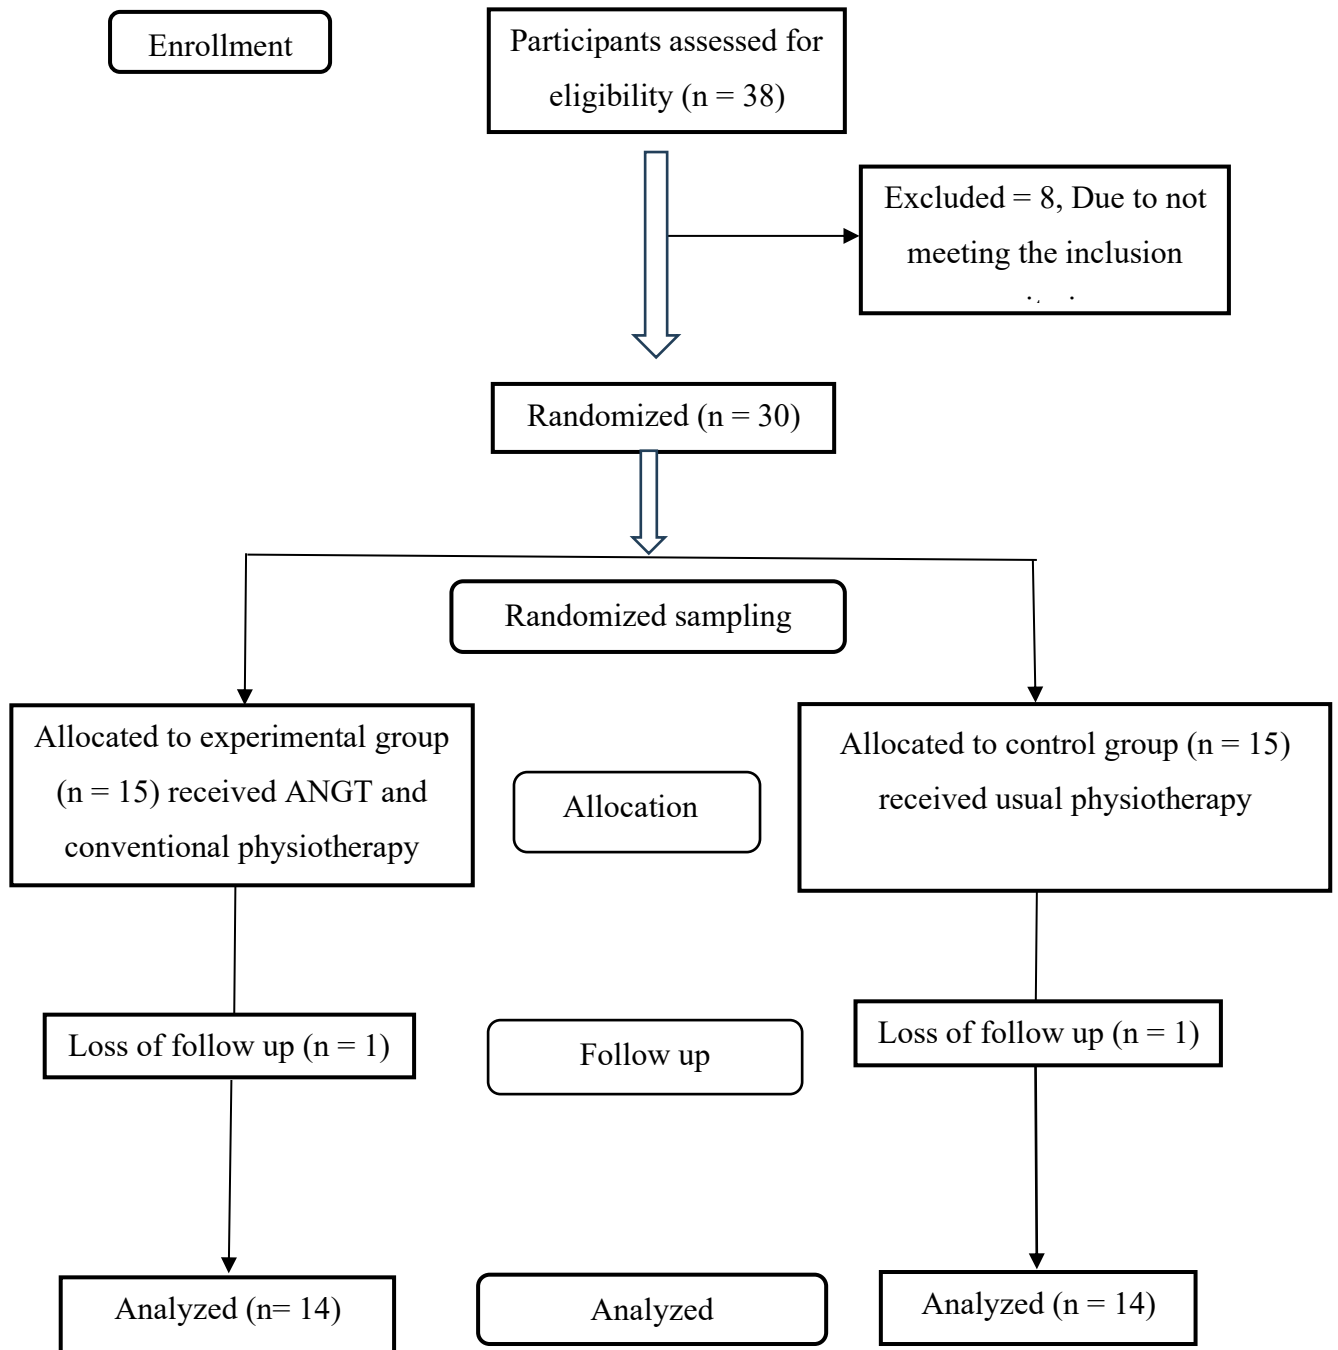 Enrollment
Participants assessed for
eligibility (n = 38)
Excluded = 8, Due to not
meeting the inclusion
Randomized (n = 30)
Randomized sampling
Allocated to experimental group
(n = 15) received ANGT and
conventional physiotherapy
Allocation
Allocated to control group (n = 15)
received usual physiotherapy
Loss of follow up (n = 1)
Follow up
Loss of follow up (n = 1)
Analyzed (n= 14)
Analyzed
Analyzed (n = 14)